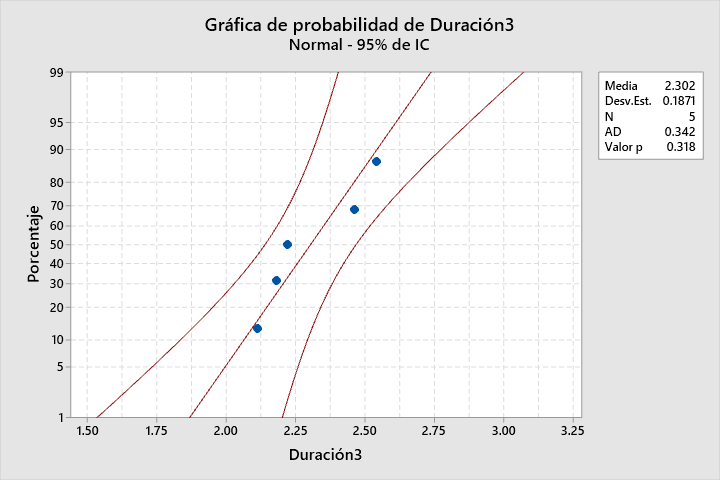 Gráfica de probabilidad de Duración3
Normal - 95% de IC
Media 2.302
Desv.Est. 0.1871
N 5
AD 0.342
Valor p 0.318
Porcentaje
99
95
90
80
70
60
50
40
30
20
10
5
1
1.50 1.75 2.00 2.25 2.50 2.75 3.00 3.25
Duración3